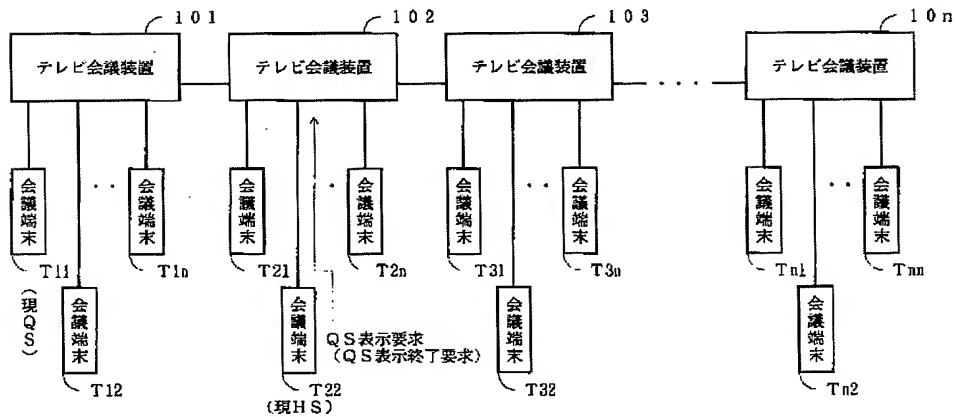 101
102
103
10n
テレビ会議装置
テレビ会議装置
テレビ会議装置
・・・・
テレビ会議装置
会議端末
・・
会議端末
会議端末
・
会議端末
会議端末
・・
会議端末
会議端末
・・
会議端末
T11
T1n
T21
T2n
T31
T3n
Tn1
Tnn
(現QS)
会議端末
会議端末
QS表示要求
(QS表示終了要求)
会議端末
会議端末
T12
T22
T32
Tn2
(現HS)